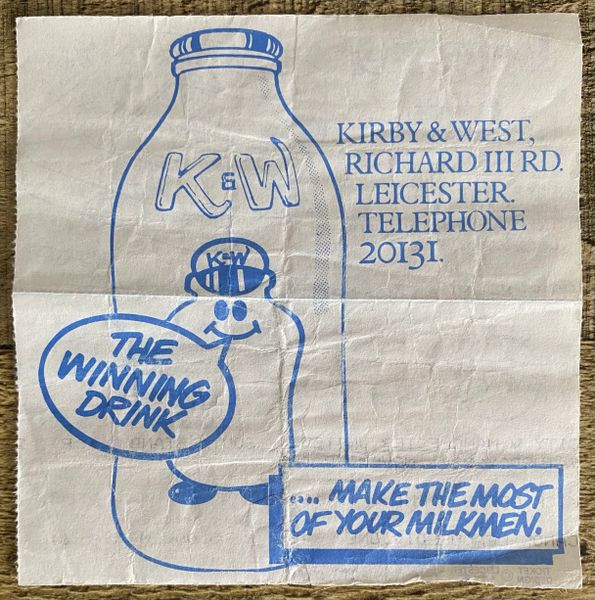 K&W
KIRBY & WEST,
RICHARD III RD.
LEICESTER.
TELEPHONE
20131.
K&W
THE
WINNING
DRINK
.... MAKE THE MOST
OF YOUR MILKMEN.